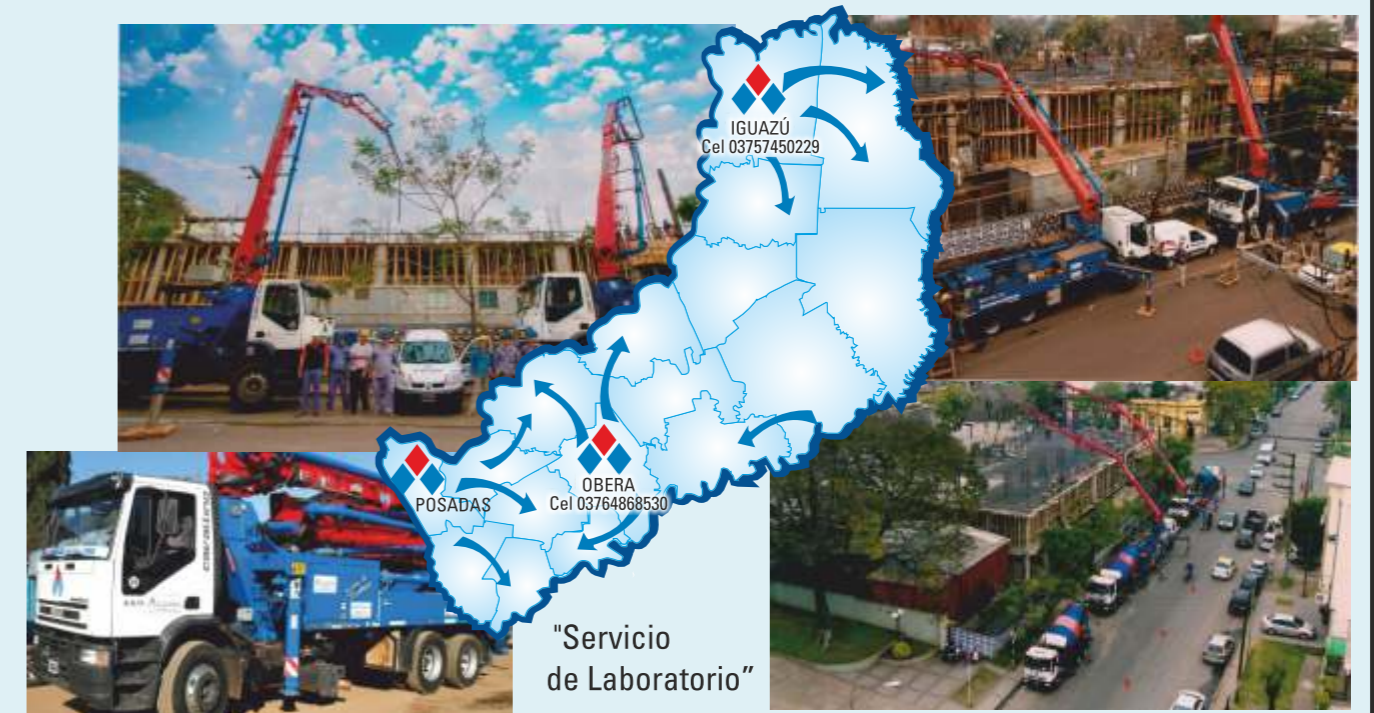 IGUAZÚ
Cel 03757450229
POSADAS
OBERA
Cel 03764868530
"Servicio
de Laboratorio”